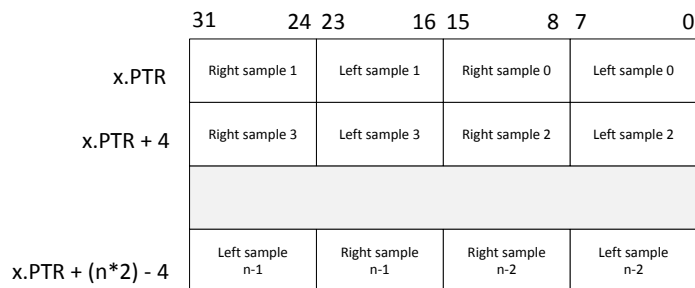 31 24 23 16 15 8 7 0
x.PTR Right sample 1 Left sample 1 Right sample 0 Left sample 0
x.PTR + 4 Right sample 3 Left sample 3 Right sample 2 Left sample 2
x.PTR + (n*2) - 4 Left sample n-1 Right sample n-1 Right sample n-2 Left sample n-2